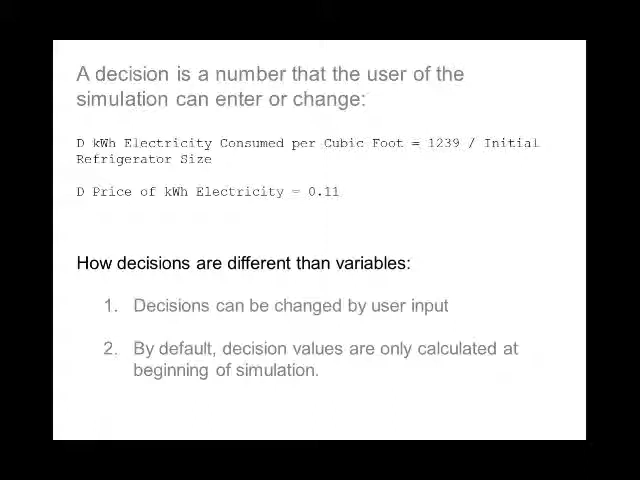 A decision is a number that the user of the
simulation can enter or change:
D kWh Electricity Consumed per Cubic Foot = 1239 / Initial
Refrigerator Size
D Price of kWh Electricity = 0.11
How decisions are different than variables:
1. Decisions can be changed by user input
2. By default, decision values are only calculated at
beginning of simulation.